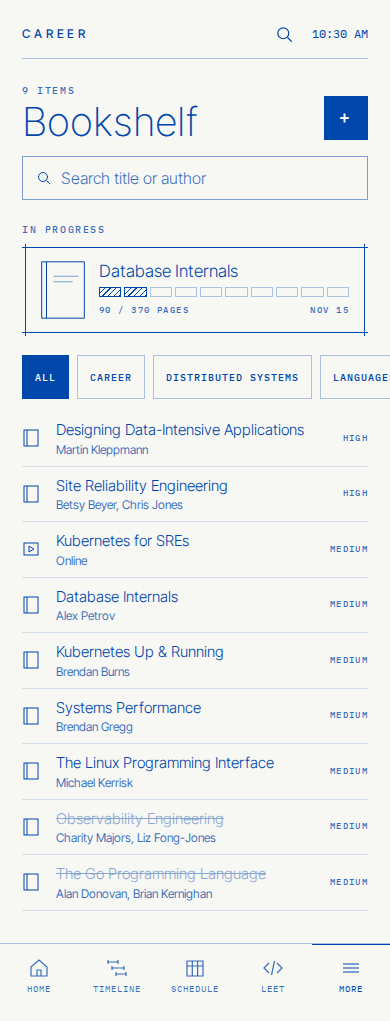 CAREER
10:30 AM
9 ITEMS
Bookshelf
+
Search title or author
IN PROGRESS
Database Internals
90 / 370 PAGES
NOV 15
ALL
CAREER
DISTRIBUTED SYSTEMS
LANGUAGE
Designing Data-Intensive Applications
Martin Kleppmann
HIGH
Site Reliability Engineering
Betsy Beyer, Chris Jones
HIGH
Kubernetes for SREs
Online
MEDIUM
Database Internals
Alex Petrov
MEDIUM
Kubernetes Up & Running
Brendan Burns
MEDIUM
Systems Performance
Brendan Gregg
MEDIUM
The Linux Programming Interface
Michael Kerrisk
MEDIUM
Observability Engineering
Charity Majors, Liz Fong-Jones
MEDIUM
The Go Programming Language
Alan Donovan, Brian Kernighan
MEDIUM
HOME
TIMELINE
SCHEDULE
LEET
MORE